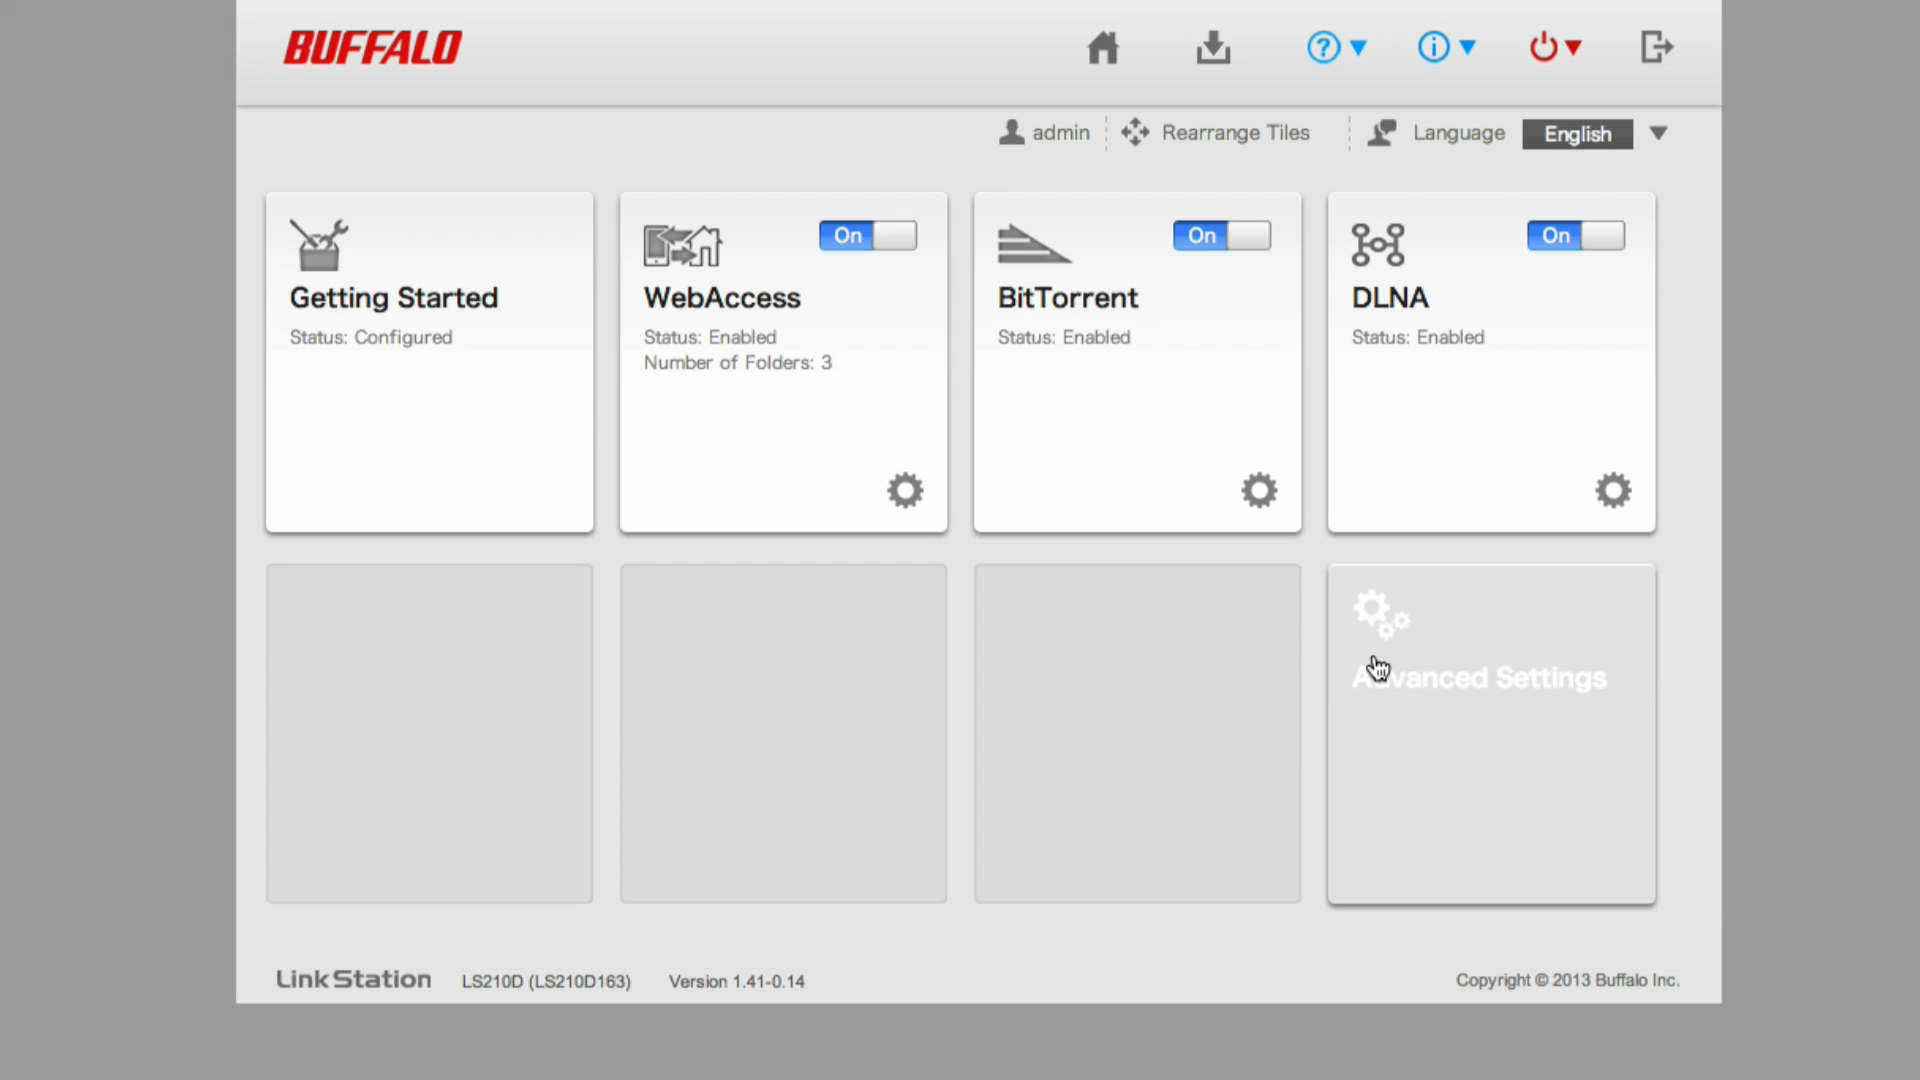 BUFFALO
admin
Rearrange Tiles
Language
English
Getting Started
Status: Configured
On
WebAccess
Status: Enabled
Number of Folders: 3
On
BitTorrent
Status: Enabled
On
DLNA
Status: Enabled
Advanced Settings
LinkStation LS210D (LS210D163) Version 1.41-0.14
Copyright © 2013 Buffalo Inc.